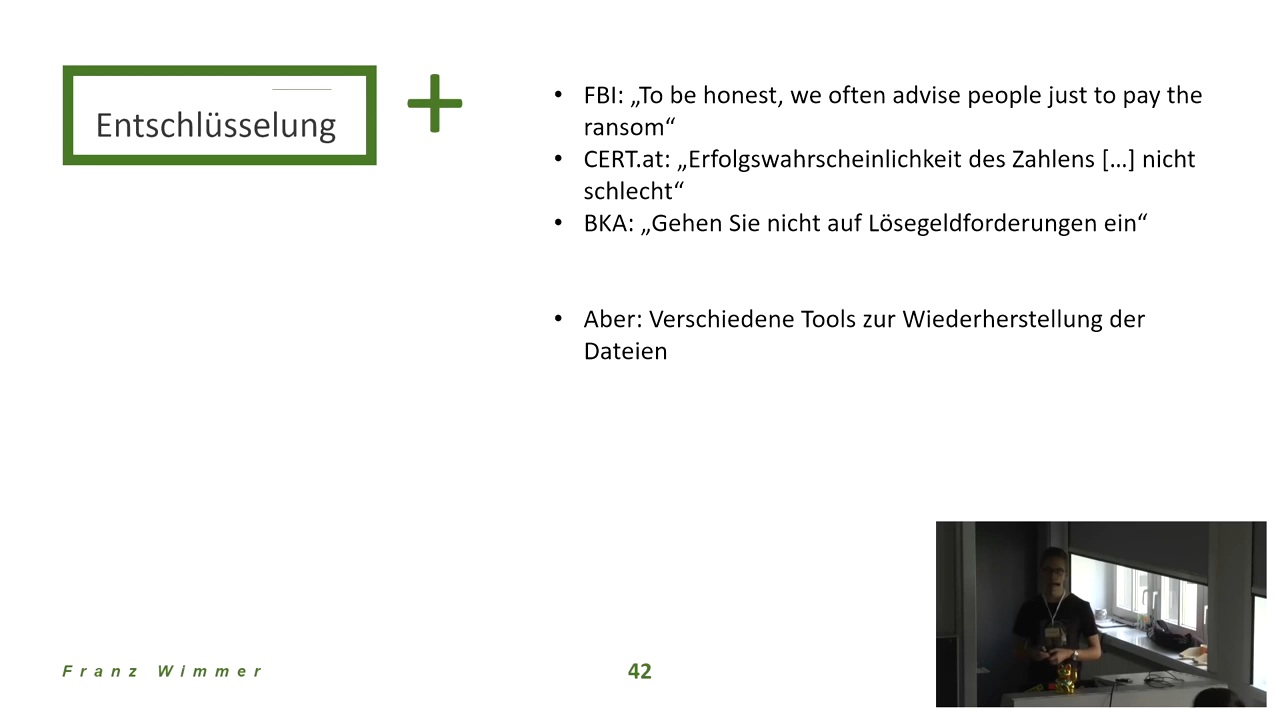 Entschlüsselung
• FBI: „To be honest, we often advise people just to pay the
ransom“
• CERT.at: „Erfolgswahrscheinlichkeit des Zahlens […] nicht
schlecht“
• BKA: „Gehen Sie nicht auf Lösegeldforderungen ein“
• Aber: Verschiedene Tools zur Wiederherstellung der
Dateien
Franz Wimmer
42